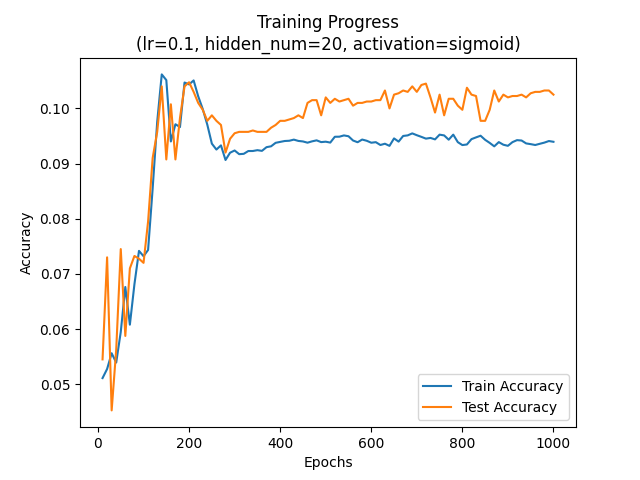 Training Progress
(lr=0.1, hidden_num=20, activation=sigmoid)
0.10
0.09
0.08
0.07
0.06
0.05
Accuracy
0 200 400 600 800 1000
Epochs
Train Accuracy
Test Accuracy